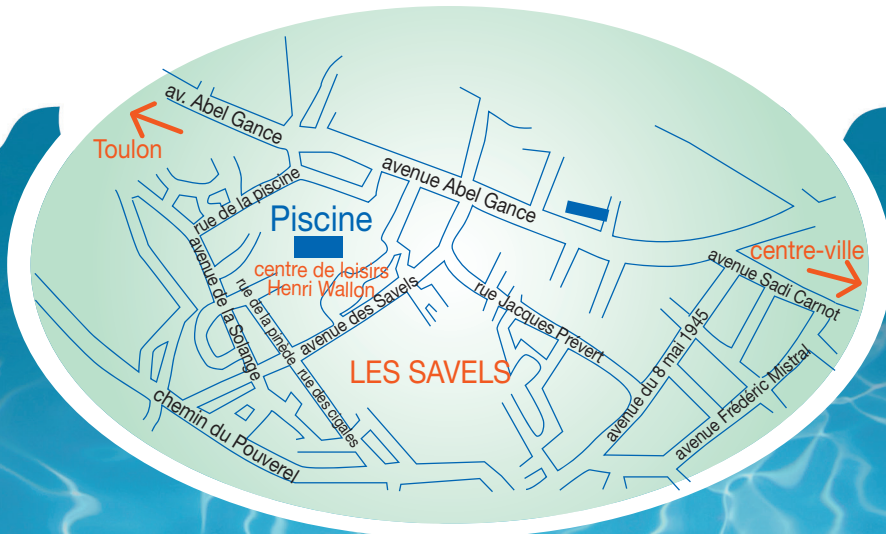 av. Abel Gance
Toulon
avenue Abel Gance
rue de la piscine
Piscine
centre de loisirs
Henri Wallon
avenue de la Solange
rue de la pinède
avenue des Savels
rue Jacques Prévert
centre-ville
avenue Sadi Carnot
LES SAVELS
rue des cigales
avenue du 8 mai 1945
avenue Frédéric Mistral
chemin du Pouverel